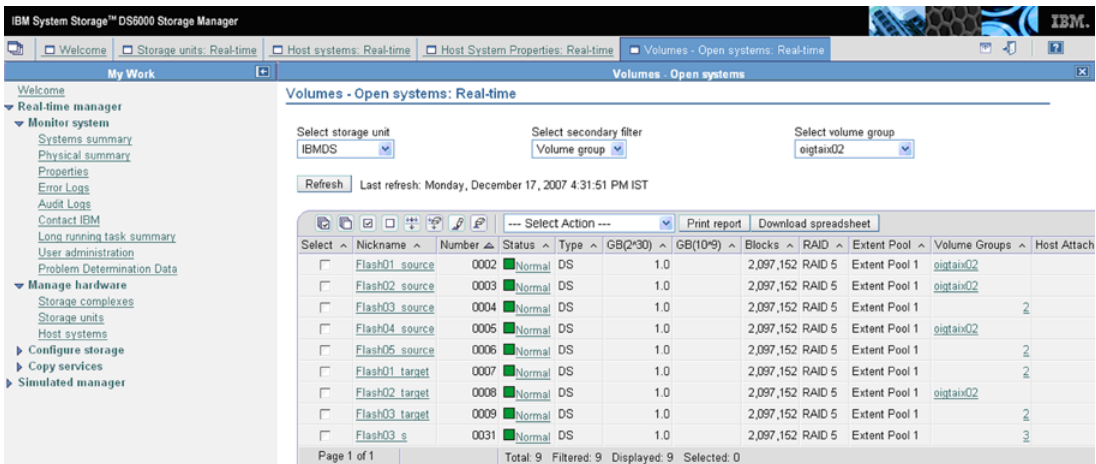 IBM System Storage™ DS6000 Storage Manager
IBM.
Welcome
Storage units: Real-time
Host systems: Real-time
Host System Properties: Real-time
Volumes - Open systems: Real-time
?
My Work
Volumes - Open systems
Welcome
Real-time manager
Monitor system
Systems summary
Physical summary
Properties
Error Logs
Audit Logs
Contact IBM
Long running task summary
User administration
Problem Determination Data
Manage hardware
Storage complexes
Storage units
Host systems
Configure storage
Copy services
Simulated manager
Volumes - Open systems: Real-time
Select storage unit Select secondary filter Select volume group
IBMDS Volume group oigtaix02
Refresh Last refresh: Monday, December 17, 2007 4:31:51 PM IST
--- Select Action --- Print report Download spreadsheet
Select Nickname Number Status Type GB(2^30) GB(10^9) Blocks RAID Extent Pool Volume Groups Host Attach
Flash01_source 0002 Normal DS 1.0 2,097,152 RAID 5 Extent Pool 1 oigtaix02
Flash02_source 0003 Normal DS 1.0 2,097,152 RAID 5 Extent Pool 1 oigtaix02
Flash03_source 0004 Normal DS 1.0 2,097,152 RAID 5 Extent Pool 1 2
Flash04_source 0005 Normal DS 1.0 2,097,152 RAID 5 Extent Pool 1 oigtaix02
Flash05_source 0006 Normal DS 1.0 2,097,152 RAID 5 Extent Pool 1 2
Flash01_target 0007 Normal DS 1.0 2,097,152 RAID 5 Extent Pool 1 2
Flash02_target 0008 Normal DS 1.0 2,097,152 RAID 5 Extent Pool 1 oigtaix02
Flash03_target 0009 Normal DS 1.0 2,097,152 RAID 5 Extent Pool 1 2
Flash03_s 0031 Normal DS 1.0 2,097,152 RAID 5 Extent Pool 1 3
Page 1 of 1 Total: 9 Filtered: 9 Displayed: 9 Selected: 0